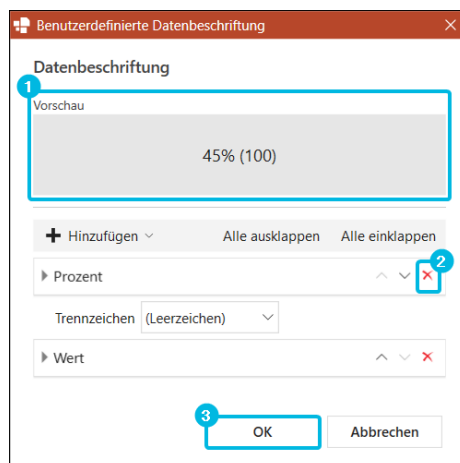 Benutzerdefinierte Datenbeschriftung
Datenbeschriftung
1
Vorschau
45% (100)
Hinzufügen Alle ausklappen Alle einklappen
2
Prozent
Trennzeichen (Leerzeichen)
Wert
3
OK Abbrechen